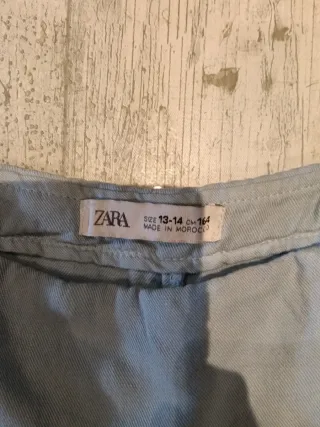 ZARA
SIZE 13-14 CM 164
MADE IN MOROCCO